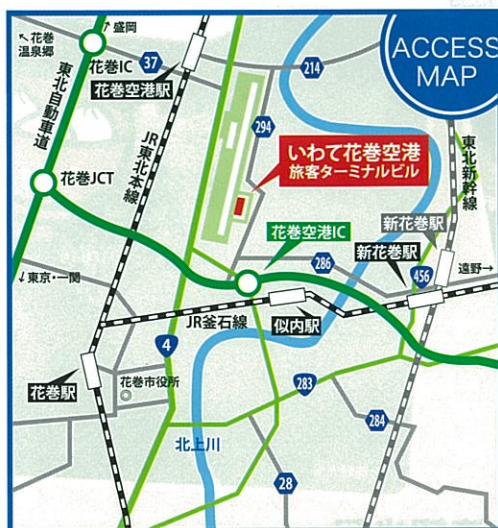 ACCESS
MAP
↖花巻
温泉郷
↗盛岡
花巻IC
37
花巻空港駅
214
東北自動車道
JR東北本線
294
いわて花巻空港
旅客ターミナルビル
東北新幹線
花巻JCT
花巻空港IC
新花巻駅
新花巻駅
286
456
遠野→
↓東京・一関
JR釜石線
似内駅
4
花巻駅
花巻市役所
283
284
北上川
28